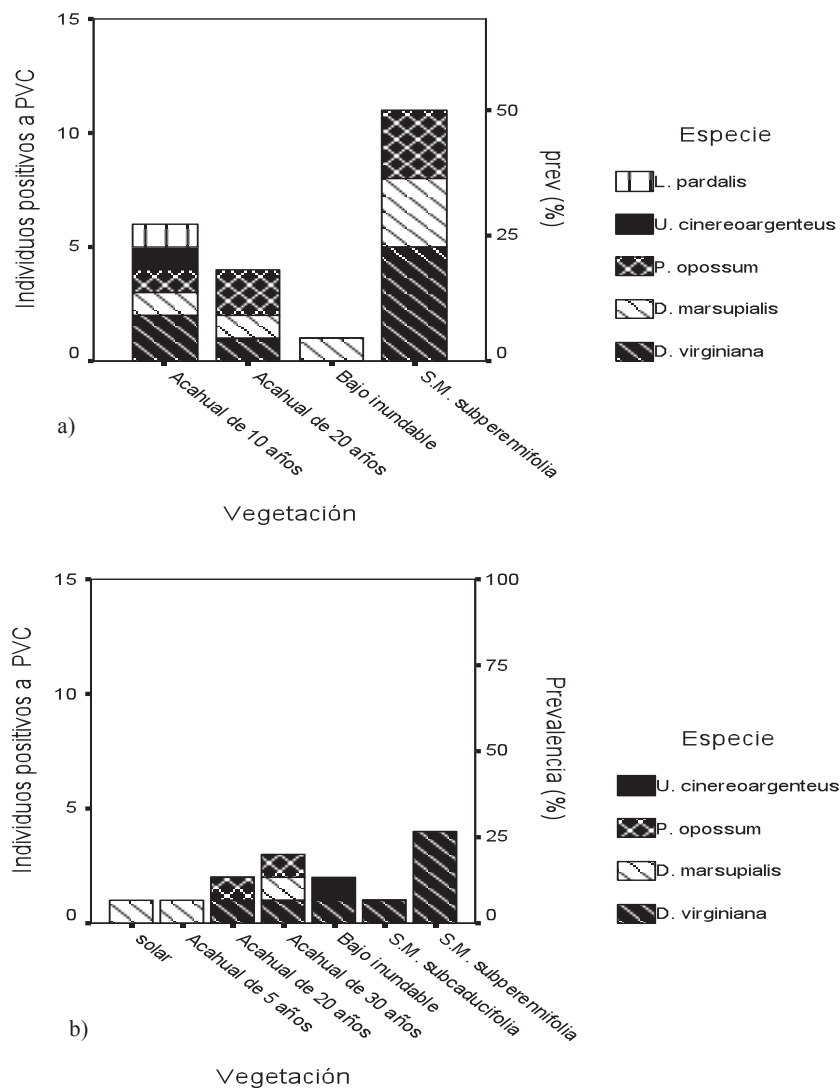 15
10
5
0
Individuos positivos a PVC
50
25
0
prev (%)
Especie
L. pardalis
U. cinereoargenteus
P. opossum
D. marsupialis
D. virginiana
Acahual de 10 años
Acahual de 20 años
Bajo inundable
S.M. subperennifolia
a)
Vegetación
15
10
5
0
Individuos positivos a PVC
100
75
50
25
0
Prevalencia (%)
Especie
U. cinereoargenteus
P. opossum
D. marsupialis
D. virginiana
solar
Acahual de 5 años
Acahual de 20 años
Acahual de 30 años
Bajo inundable
S.M. subcaducifolia
S.M. subperennifolia
b)
Vegetación